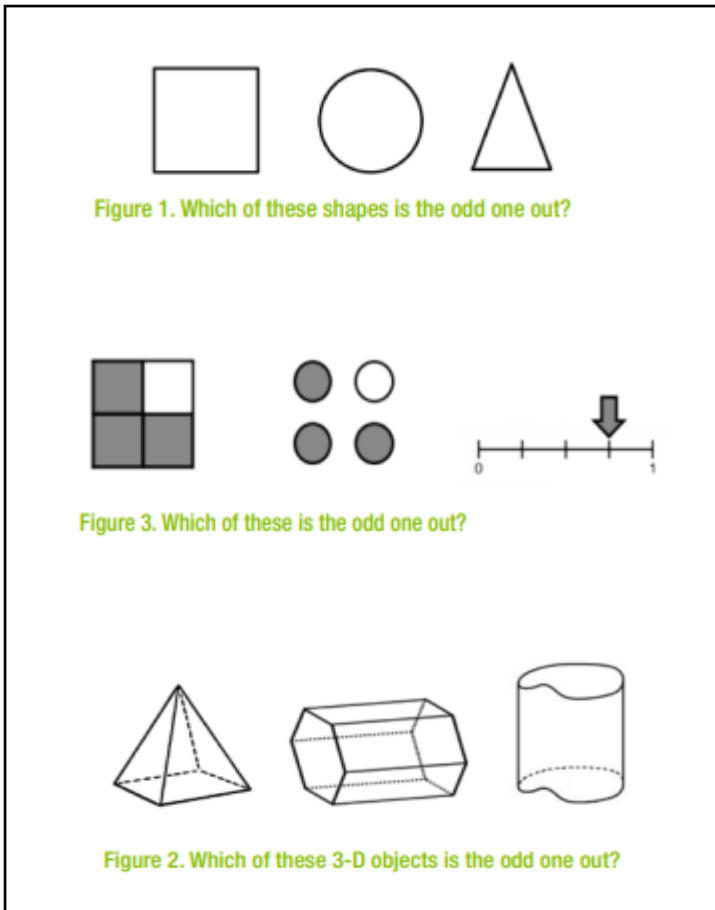 Figure 1. Which of these shapes is the odd one out?
0 1
Figure 3. Which of these is the odd one out?
Figure 2. Which of these 3-D objects is the odd one out?